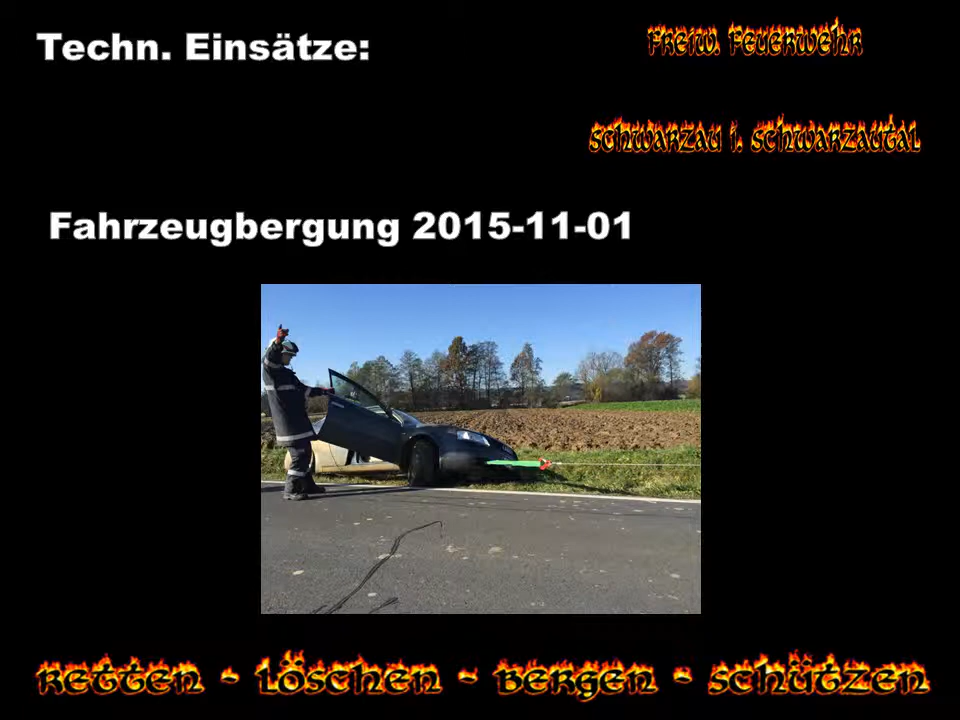 Techn. Einsätze:
Freiw. Feuerwehr
Schwarzau i. Schwarzautal
Fahrzeugbergung 2015-11-01
Retten - Löschen - Bergen - Schützen